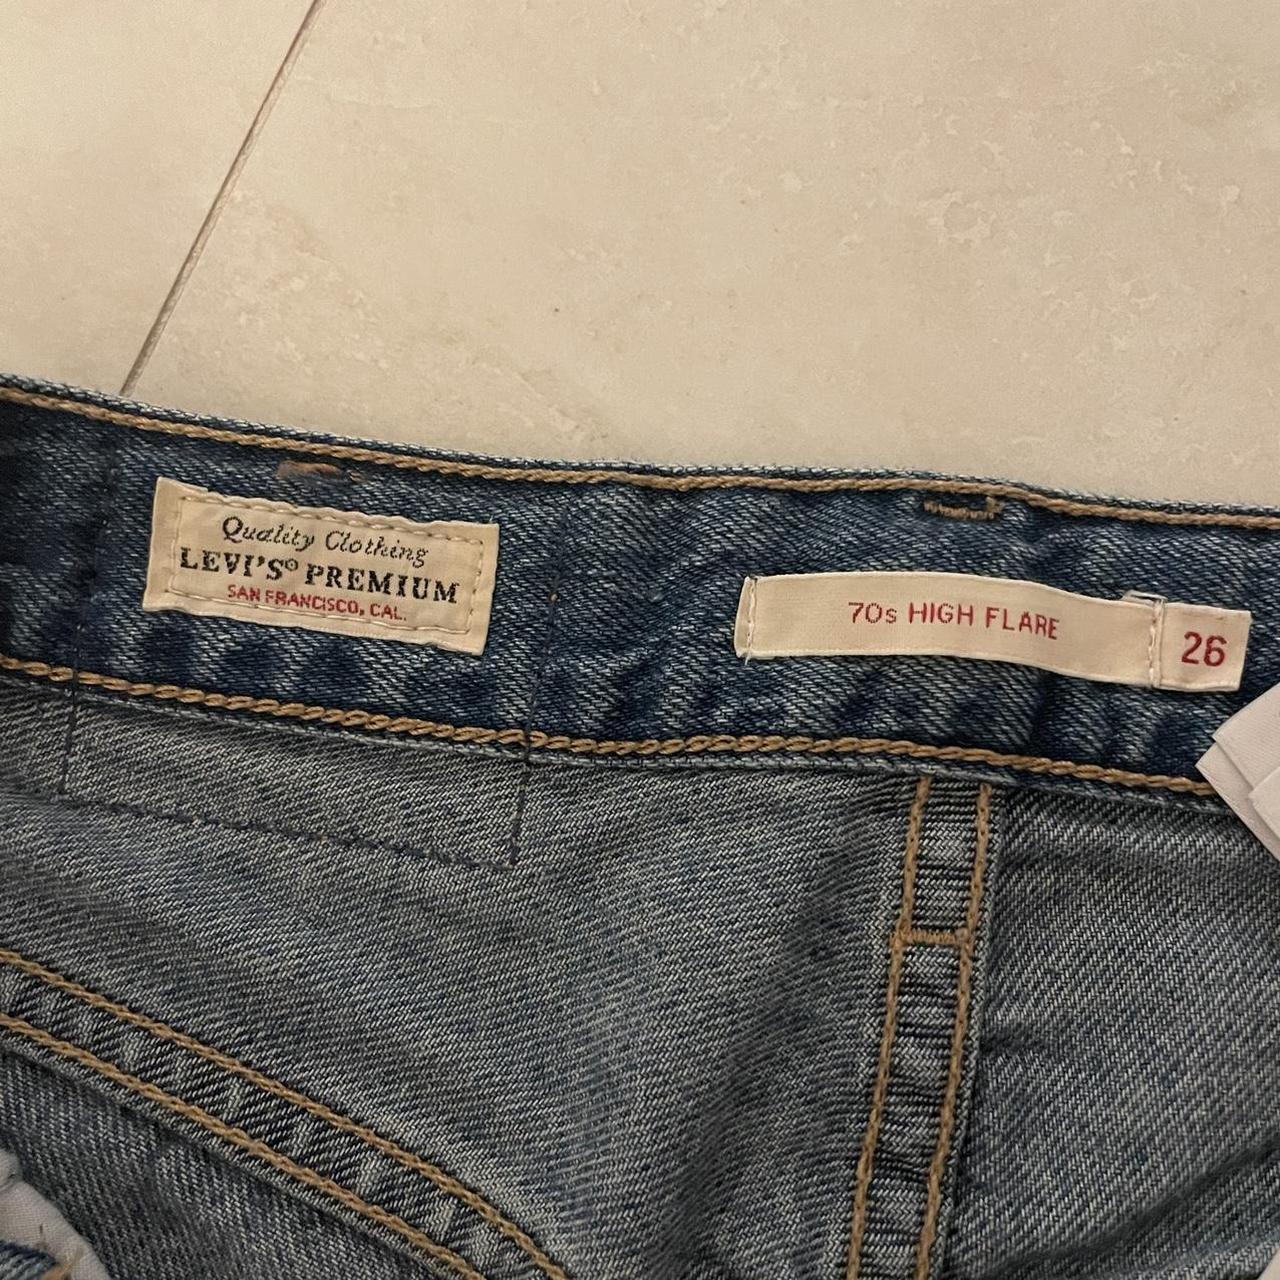 Quality Clothing
LEVI'S® PREMIUM
SAN FRANCISCO, CAL.
70s HIGH FLARE
26